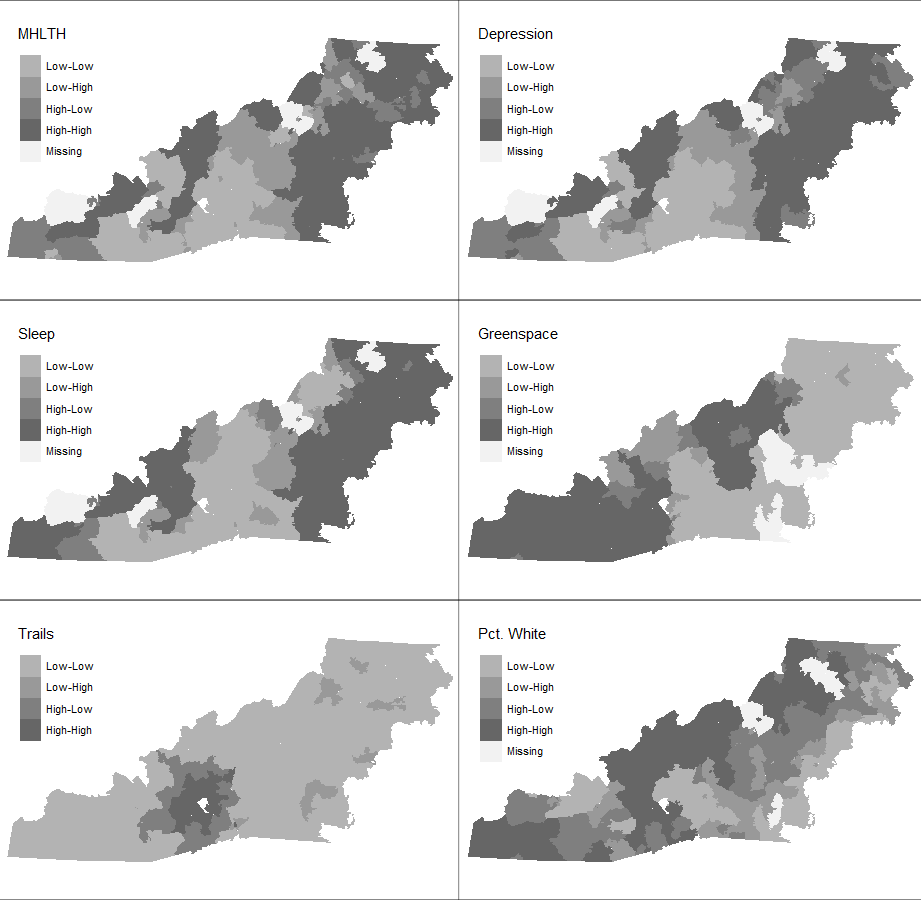 MHLTH
Low-Low
Low-High
High-Low
High-High
Missing
Depression
Low-Low
Low-High
High-Low
High-High
Missing
Sleep
Low-Low
Low-High
High-Low
High-High
Missing
Greenspace
Low-Low
Low-High
High-Low
High-High
Missing
Trails
Low-Low
Low-High
High-Low
High-High
Pct. White
Low-Low
Low-High
High-Low
High-High
Missing